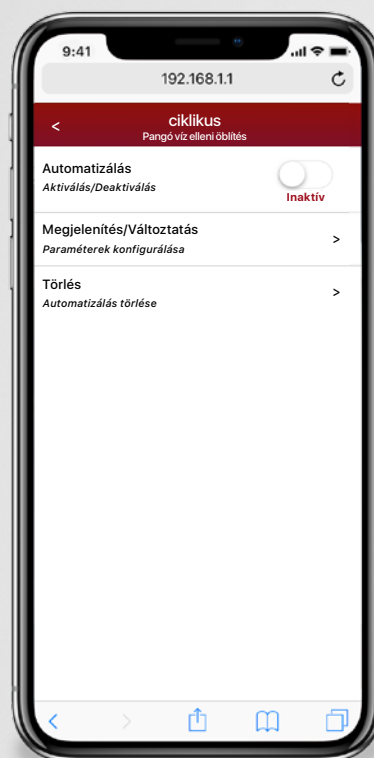 9:41
192.168.1.1
<
ciklikus
Pangó víz elleni öblítés
Automatizálás
Aktiválás/Deaktiválás
Inaktív
Megjelenítés/Változtatás
Paraméterek konfigurálása
>
Törlés
Automatizálás törlése
>